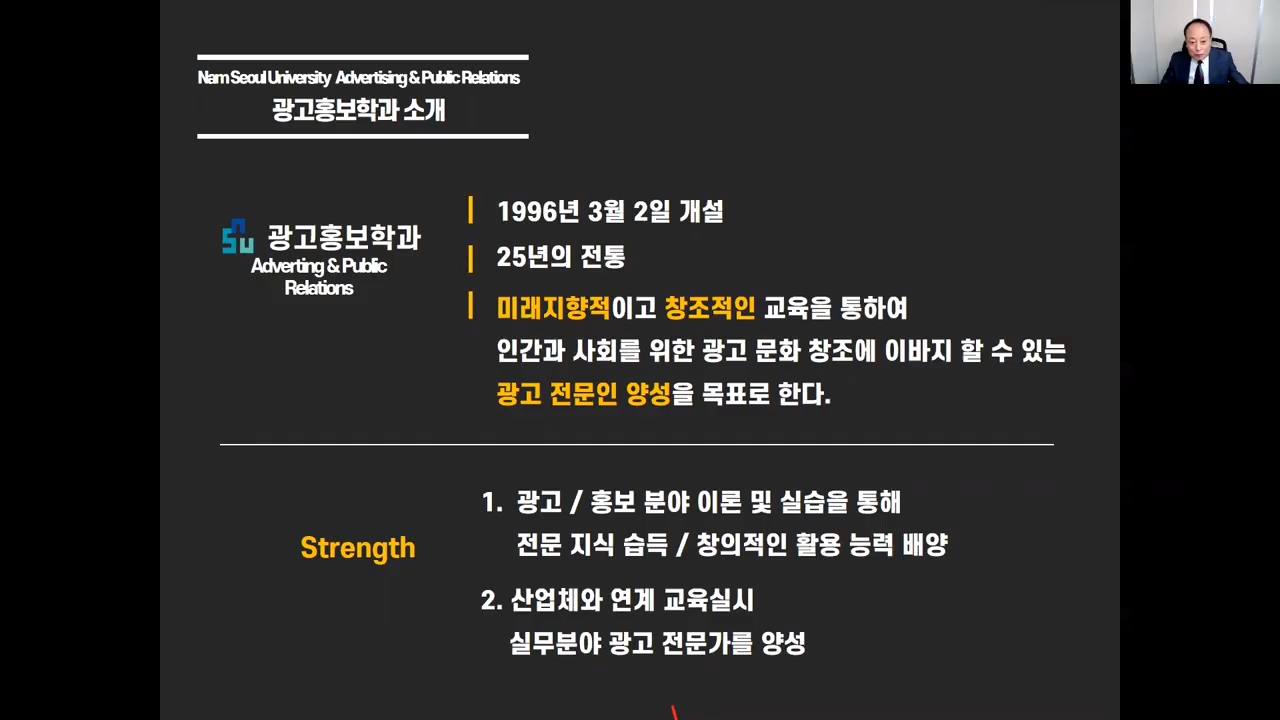 Nam Seoul University Advertising & Public Relations
광고홍보학과 소개
snu 광고홍보학과
Adverting & Public
Relations
1996년 3월 2일 개설
25년의 전통
미래지향적이고 창조적인 교육을 통하여
인간과 사회를 위한 광고 문화 창조에 이바지 할 수 있는
광고 전문인 양성을 목표로 한다.
Strength
1. 광고 / 홍보 분야 이론 및 실습을 통해
전문 지식 습득 / 창의적인 활용 능력 배양
2. 산업체와 연계 교육실시
실무분야 광고 전문가를 양성